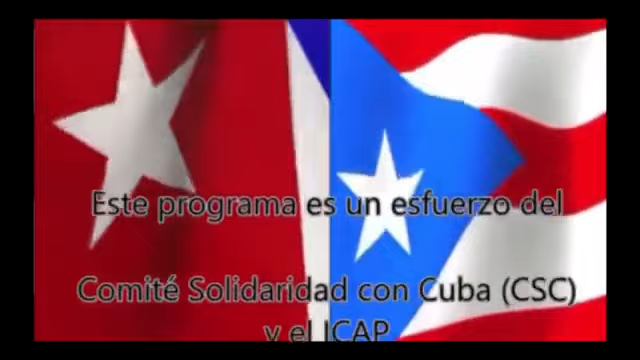 Este programa es un esfuerzo del
Comité Solidaridad con Cuba (CSC)
y el ICAP